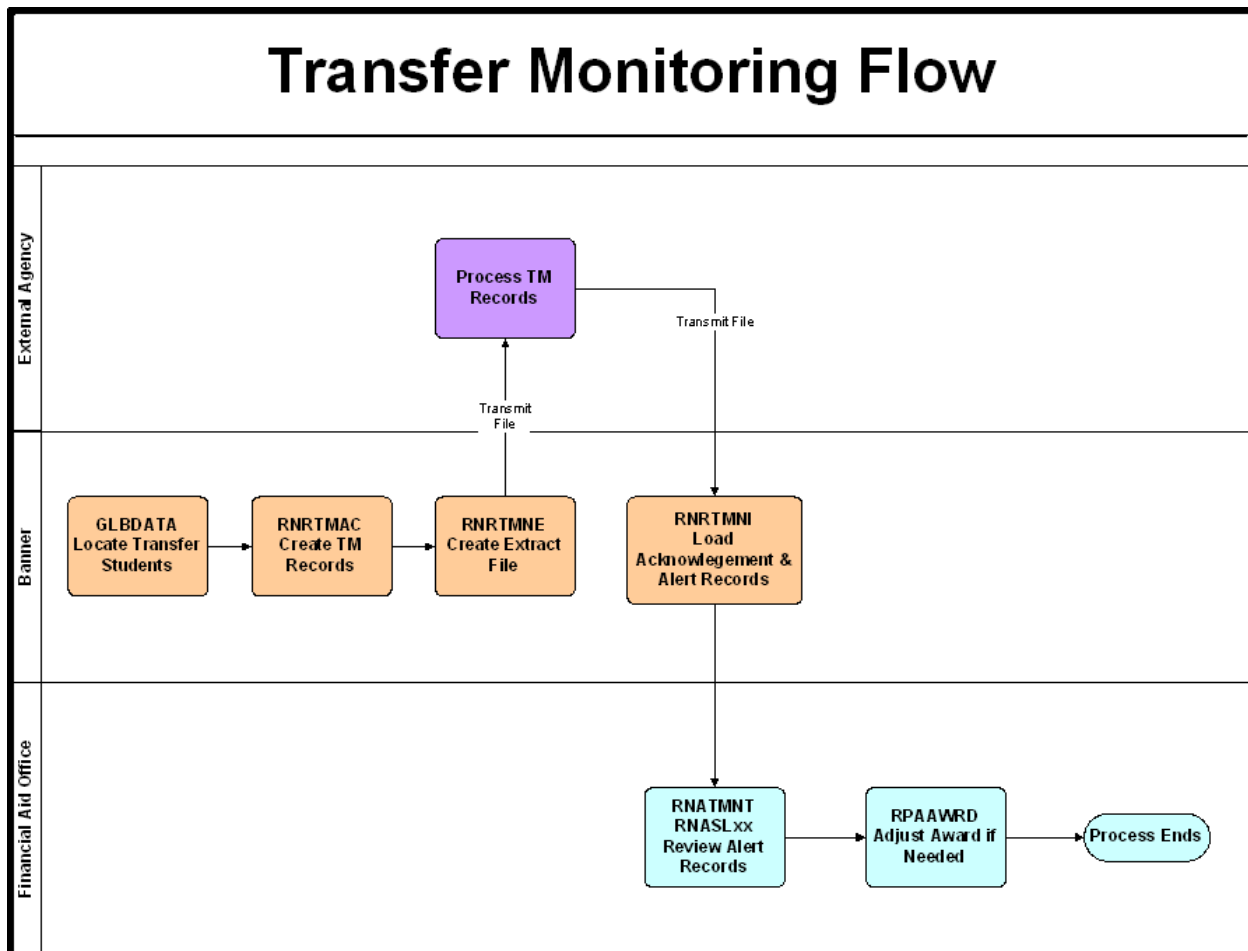 Transfer Monitoring Flow
External Agency
Process TM
Records
Transmit File
Transmit
File
Banner
GLBDATA
Locate Transfer
Students
RNRTMAC
Create TM
Records
RNRTMNE
Create Extract
File
RNRTMNI
Load
Acknowlegement &
Alert Records
Financial Aid Office
RNATMNT
RNASLxx
Review Alert
Records
RPAAWRD
Adjust Award if
Needed
Process Ends